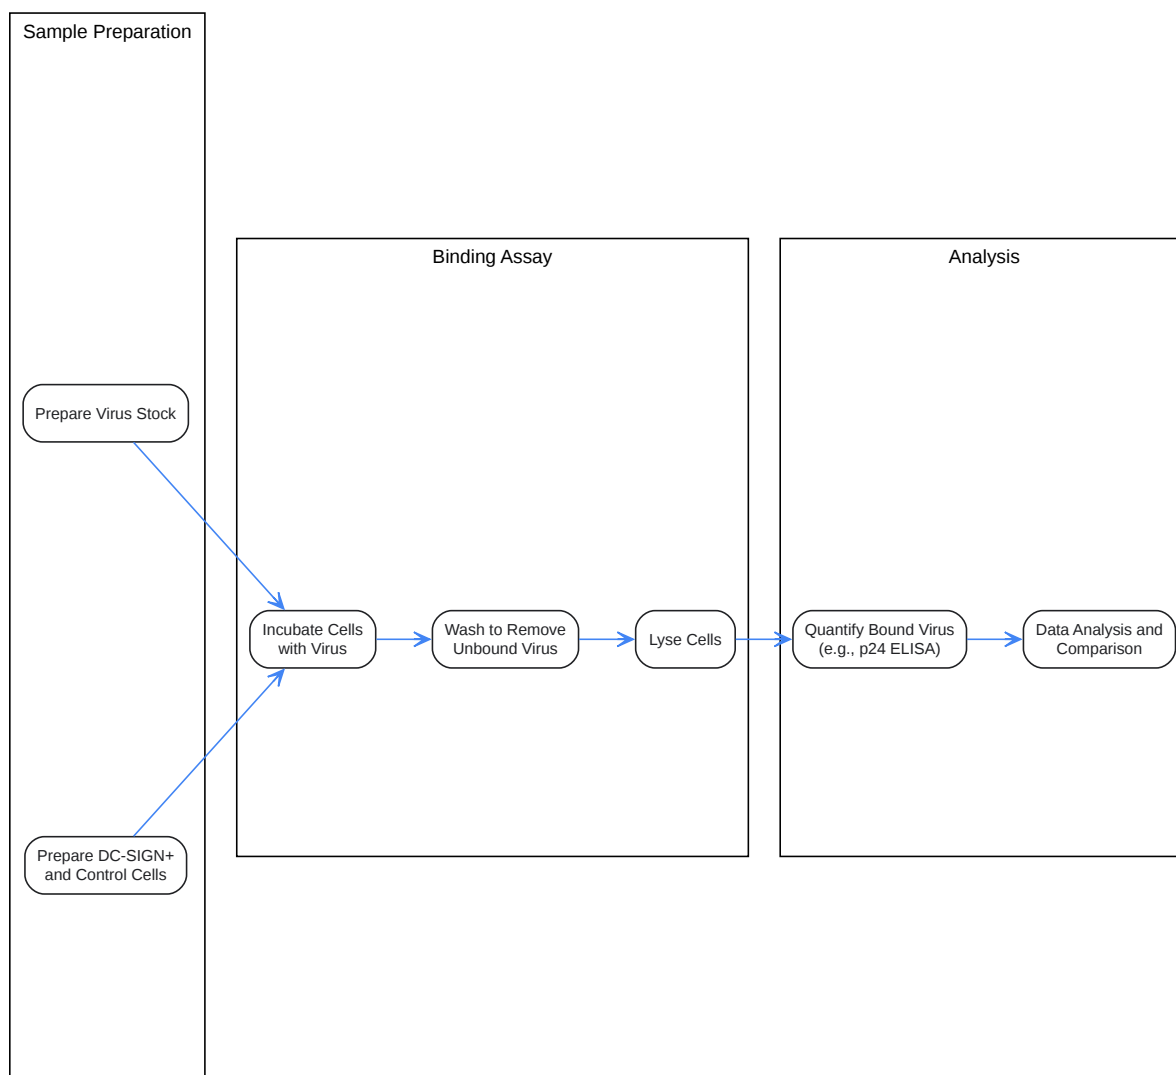 Sample Preparation
Prepare Virus Stock
Prepare DC-SIGN+
and Control Cells
Binding Assay
Incubate Cells
with Virus
Wash to Remove
Unbound Virus
Lyse Cells
Analysis
Quantify Bound Virus
(e.g., p24 ELISA)
Data Analysis and
Comparison